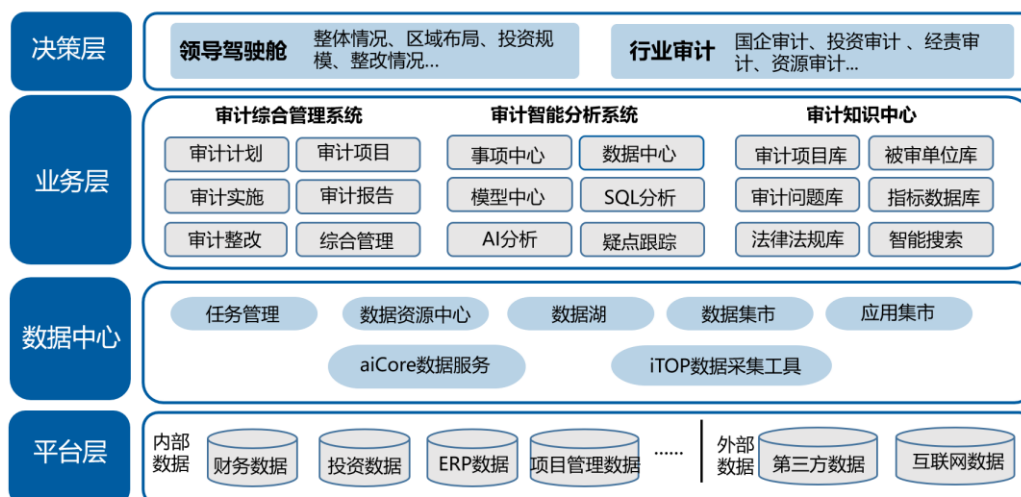 决策层
领导驾驶舱
整体情况、区域布局、投资规
模、整改情况...
行业审计
国企审计、投资审计 、经责审
计、资源审计...
业务层
审计综合管理系统
审计计划
审计项目
审计实施
审计报告
审计整改
综合管理
审计智能分析系统
事项中心
数据中心
模型中心
SQL分析
AI分析
疑点跟踪
审计知识中心
审计项目库
被审单位库
审计问题库
指标数据库
法律法规库
智能搜索
数据中心
任务管理
数据资源中心
数据湖
数据集市
应用集市
aiCore数据服务
iTOP数据采集工具
平台层
内部
数据
财务数据
投资数据
ERP数据
项目管理数据
......
外部
数据
第三方数据
互联网数据